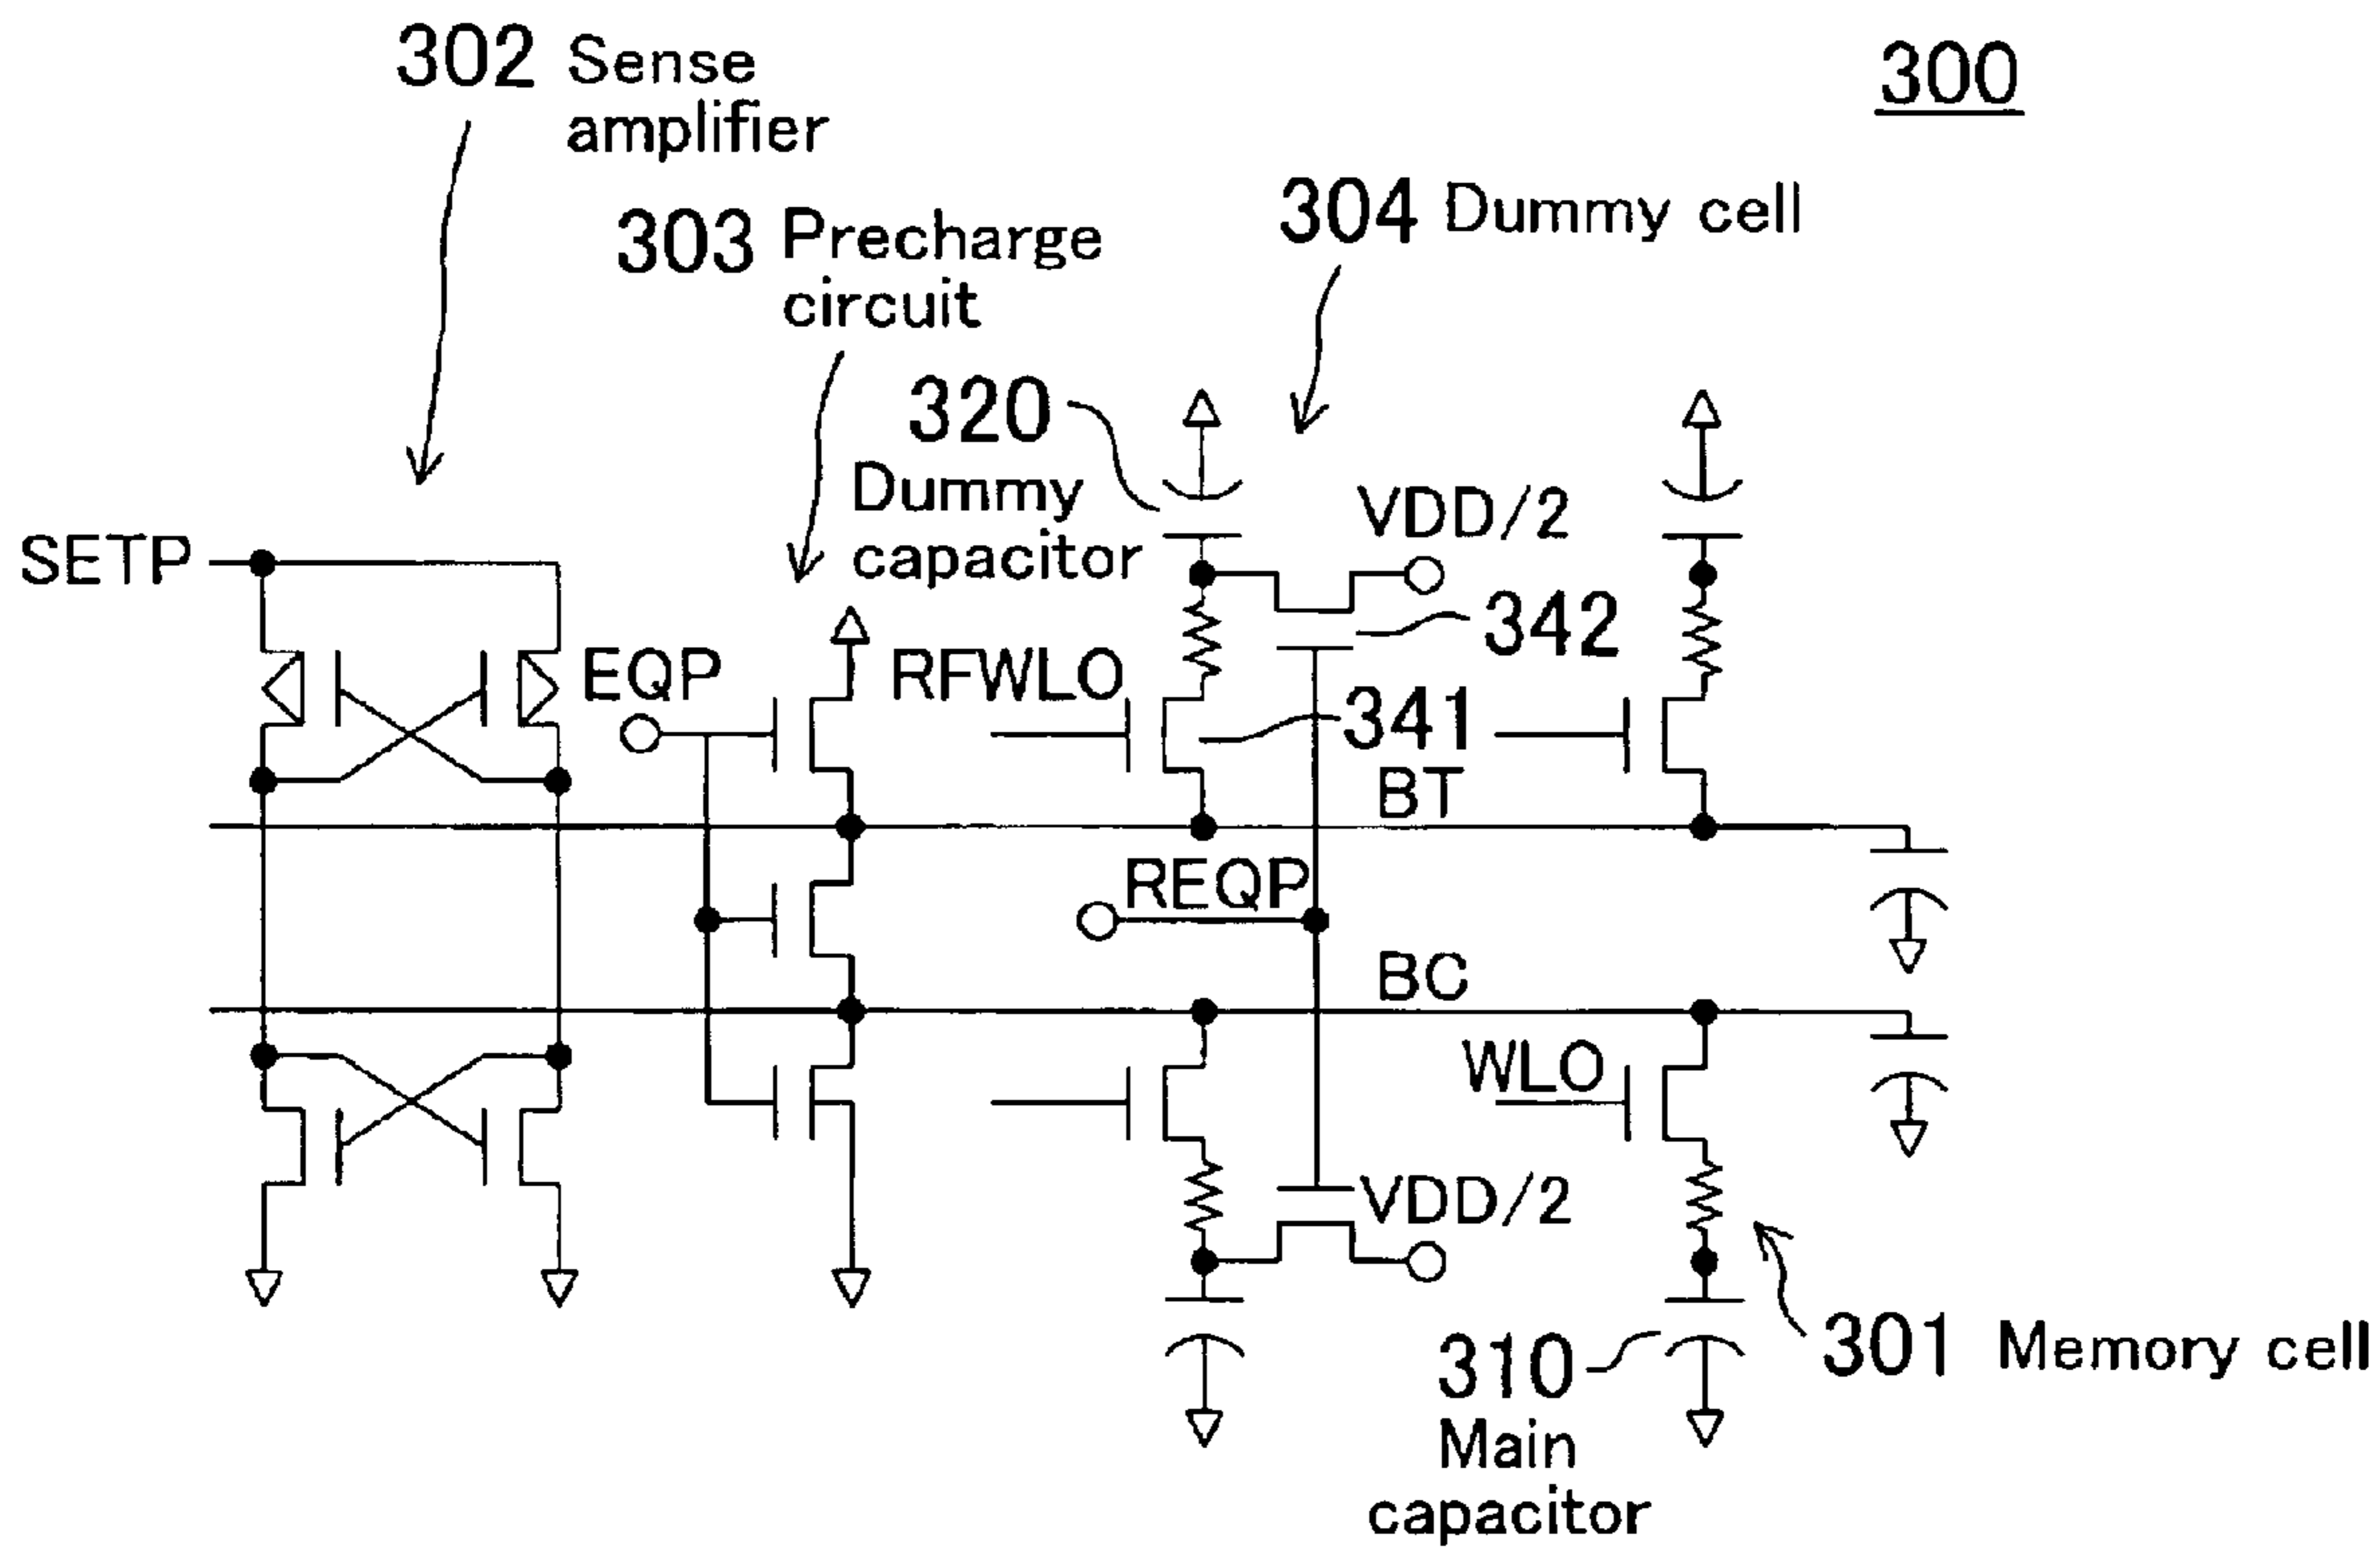 302 Sense
amplifier
300
303 Precharge
circuit
304 Dummy cell
320
Dummy
capacitor
VDD/2
SETP
342
EQP
RFWLO
341
BT
REQP
BC
WLO
VDD/2
301 Memory cell
310
Main
capacitor